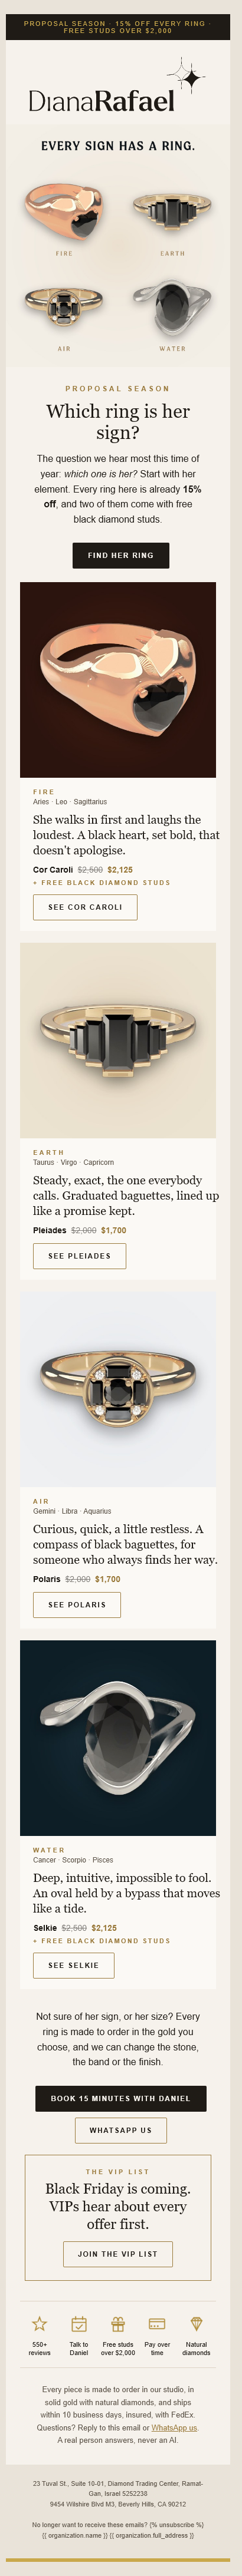 PROPOSAL SEASON · 15% OFF EVERY RING ·
FREE STUDS OVER $2,000
DianaRafael
EVERY SIGN HAS A RING.
FIRE
EARTH
AIR
WATER
PROPOSAL SEASON
Which ring is her
sign?
The question we hear most this time of
year: which one is her? Start with her
element. Every ring here is already 15%
off, and two of them come with free
black diamond studs.
FIND HER RING
FIRE
Aries · Leo · Sagittarius
She walks in first and laughs the
loudest. A black heart, set bold, that
doesn't apologise.
Cor Caroli $2,500 $2,125
+ FREE BLACK DIAMOND STUDS
SEE COR CAROLI
EARTH
Taurus · Virgo · Capricorn
Steady, exact, the one everybody
calls. Graduated baguettes, lined up
like a promise kept.
Pleiades $2,000 $1,700
SEE PLEIADES
AIR
Gemini · Libra · Aquarius
Curious, quick, a little restless. A
compass of black baguettes, for
someone who always finds her way.
Polaris $2,000 $1,700
SEE POLARIS
WATER
Cancer · Scorpio · Pisces
Deep, intuitive, impossible to fool.
An oval held by a bypass that moves
like a tide.
Selkie $2,500 $2,125
+ FREE BLACK DIAMOND STUDS
SEE SELKIE
Not sure of her sign, or her size? Every
ring is made to order in the gold you
choose, and we can change the stone,
the band or the finish.
BOOK 15 MINUTES WITH DANIEL
WHATSAPP US
THE VIP LIST
Black Friday is coming.
VIPs hear about every
offer first.
JOIN THE VIP LIST
550+
reviews
Talk to
Daniel
Free studs
over $2,000
Pay over
time
Natural
diamonds
Every piece is made to order in our studio, in
solid gold with natural diamonds, and ships
within 10 business days, insured, with FedEx.
Questions? Reply to this email or WhatsApp us.
A real person answers, never an AI.
23 Tuval St., Suite 10-01, Diamond Trading Center, Ramat-
Gan, Israel 5252238
9454 Wilshire Blvd M3, Beverly Hills, CA 90212
No longer want to receive these emails? {% unsubscribe %}
{{ organization.name }} {{ organization.full_address }}